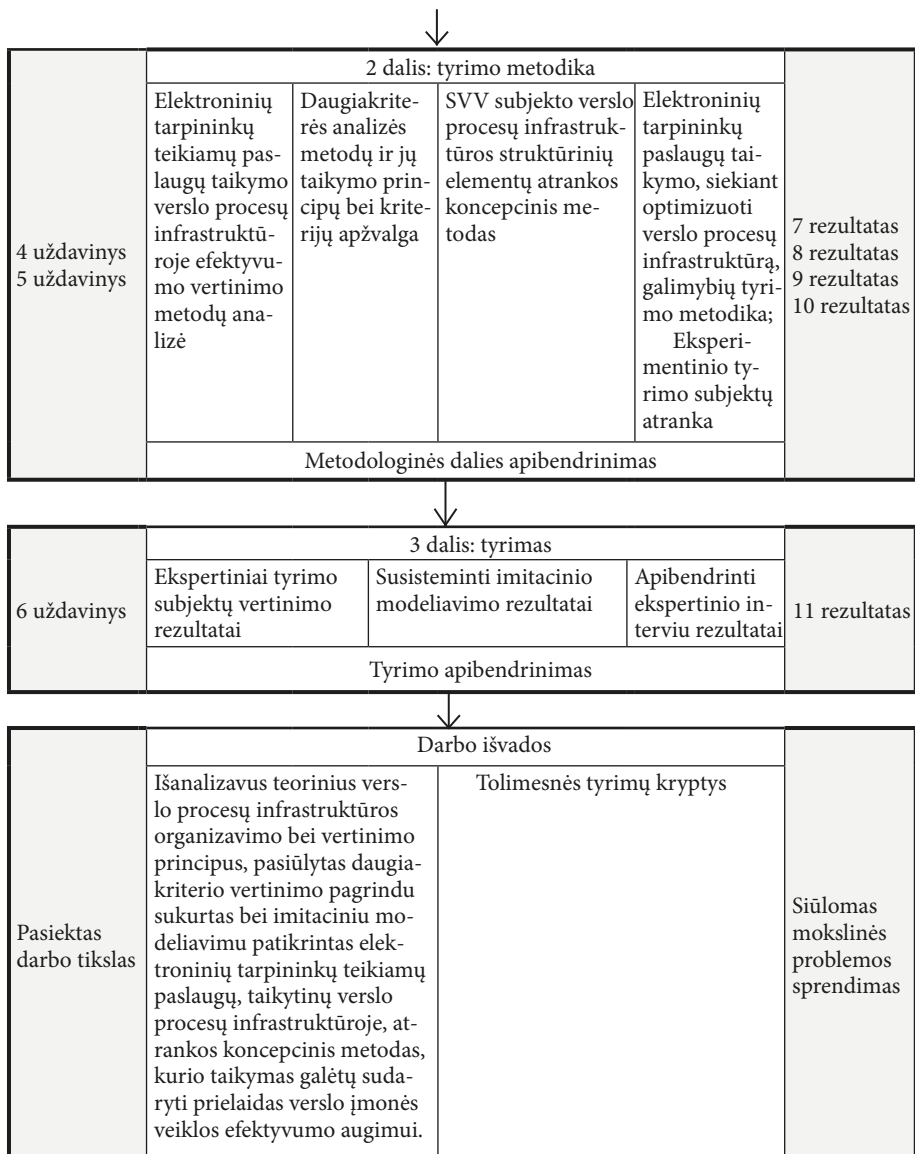 2 dalis: tyrimo metodika
4 uždavinys
5 uždavinys
Elektroninių
tarpininkų
teikiamų pas-
laugų taikymo
verslo procesų
infrastruktū-
roje efektyvu-
mo vertinimo
metodų ana-
lizė
Daugiakrite-
rės analizės
metodų ir jų
taikymo prin-
cipų bei krite-
rijų apžvalga
SVV subjekto verslo
procesų infrastruk-
tūros struktūrinių
elementų atrankos
koncepcinis me-
todas
Elektroninių
tarpininkų
paslaugų tai-
kymo, siekiant
optimizuoti
verslo procesų
infrastruktūrą,
galimybių tyri-
mo metodika;
Eksperi-
mentinio ty-
rimo subjektų
atranka
7 rezultatas
8 rezultatas
9 rezultatas
10 rezultatas
Metodologinės dalies apibendrinimas
3 dalis: tyrimas
6 uždavinys
Ekspertiniai tyrimo
subjektų vertinimo
rezultatai
Susisteminti imitacinio
modeliavimo rezultatai
Apibendrinti
ekspertinio in-
terviu rezultatai
11 rezultatas
Tyrimo apibendrinimas
Darbo išvados
Pasiektas
darbo tikslas
Išanalizavus teorinius vers-
lo procesų infrastruktūros
organizavimo bei vertinimo
principus, pasiūlytas daugia-
kriterio vertinimo pagrindu
sukurtas bei imitaciniu mo-
deliavimu patikrintas elek-
troninių tarpininkų teikiamų
paslaugų, taikytinų verslo
procesų infrastruktūroje, at-
rankos koncepcinis metodas,
kurio taikymas galėtų suda-
ryti prielaidas verslo įmonės
veiklos efektyvumo augimui.
Tolimesnės tyrimų kryptys
Siūlomas
mokslinės
problemos
sprendimas